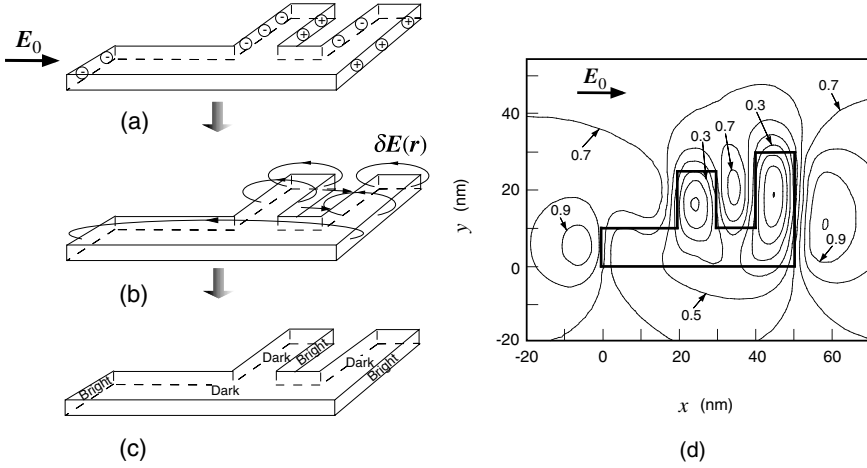 E₀
- - - - - + + - - + +
(a)
δE(r)
(b)
Dark
Bright
Dark
Bright
Bright
Dark
(c)
E₀
0.7
0.3
0.7
0.3
0.7
0.9
0.9
0.5
y (nm)
40
20
0
-20
-20
0
20
40
60
x (nm)
(d)